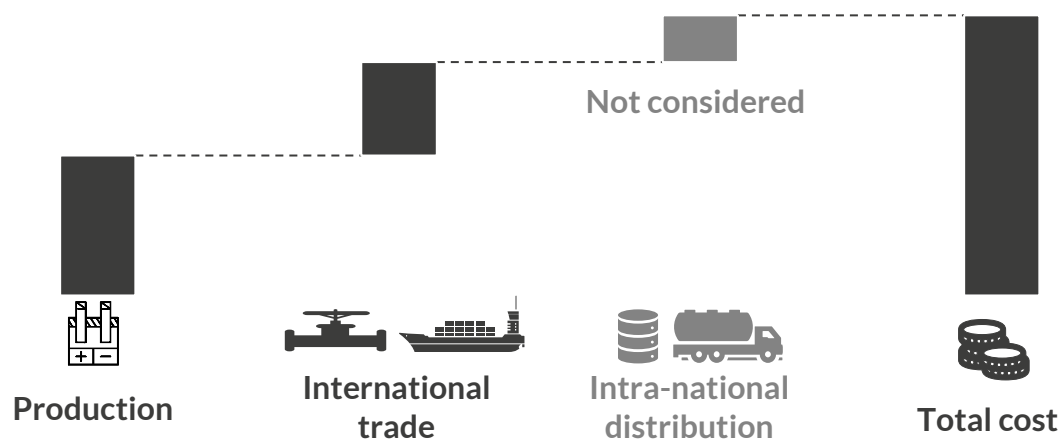 Not considered
Production
International
trade
Intra-national
distribution
Total cost